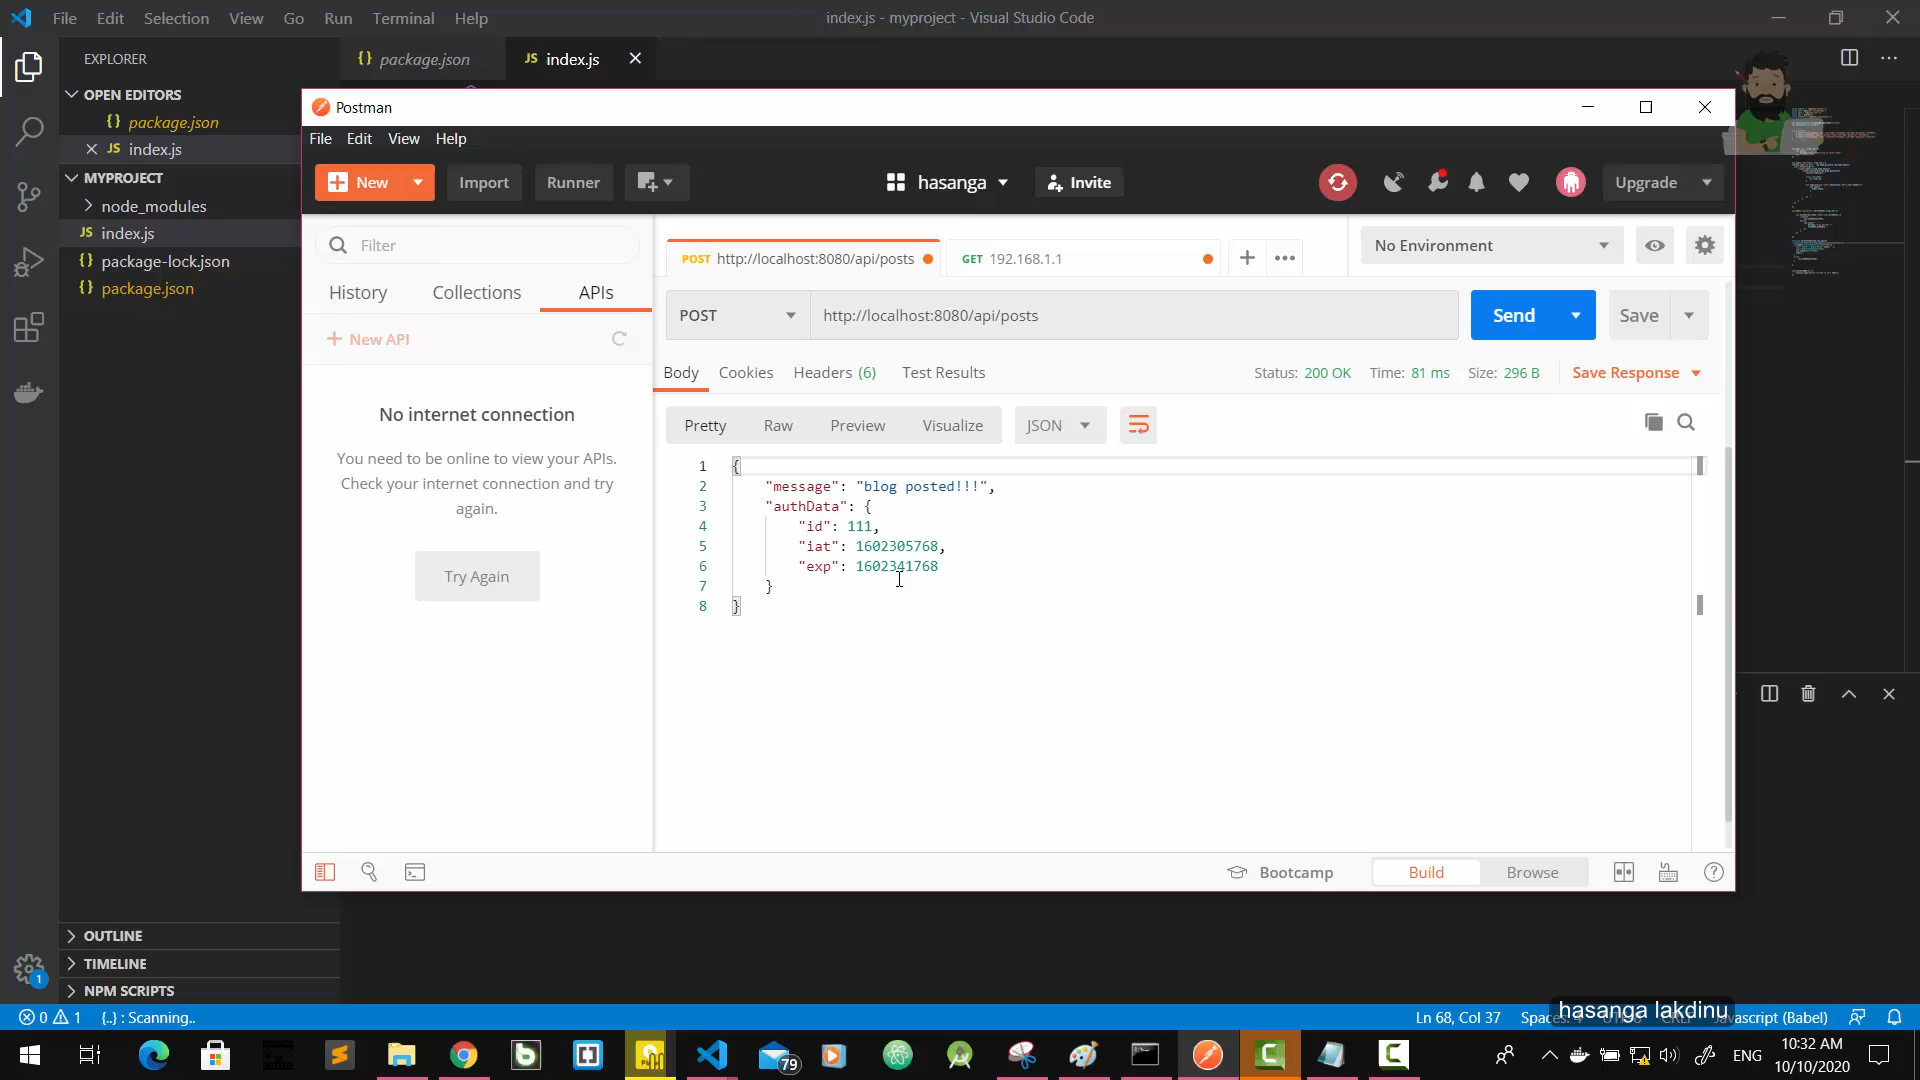 File Edit Selection View Go Run Terminal Help
index.js - myproject - Visual Studio Code
EXPLORER
{} package.json
JS index.js
OPEN EDITORS
{} package.json
JS index.js
MYPROJECT
node_modules
JS index.js
{} package-lock.json
{} package.json
Postman
File Edit View Help
New
Import
Runner
hasanga
Invite
Upgrade
Filter
History
Collections
APIs
New API
No internet connection
You need to be online to view your APIs.
Check your internet connection and try
again.
Try Again
POST http://localhost:8080/api/posts
GET 192.168.1.1
No Environment
POST
http://localhost:8080/api/posts
Send
Save
Body
Cookies
Headers (6)
Test Results
Status: 200 OK
Time: 81 ms
Size: 296 B
Save Response
Pretty
Raw
Preview
Visualize
JSON
1 {
2 "message": "blog posted!!!",
3 "authData": {
4 "id": 111,
5 "iat": 1602305768,
6 "exp": 1602341768
7 }
8 }
Bootcamp
Build
Browse
OUTLINE
TIMELINE
NPM SCRIPTS
1
0 1 {..} : Scanning..
Ln 68, Col 37
hasanga lakdinu
Javascript (Babel)
79
ENG
10:32 AM
10/10/2020